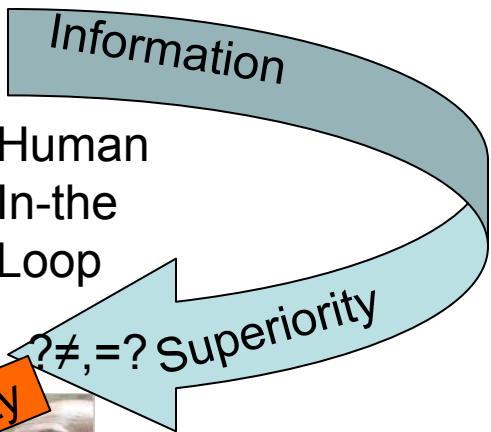 Information
Human
In-the
Loop
?≠,=? Superiority